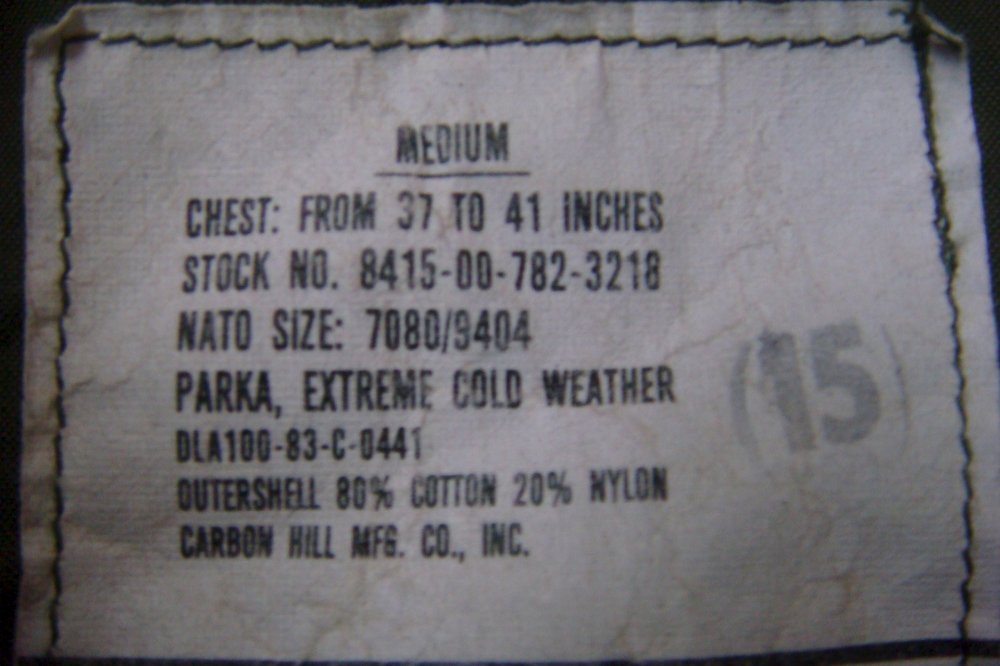 MEDIUM
CHEST: FROM 37 TO 41 INCHES
STOCK NO. 8415-00-782-3218
NATO SIZE: 7080/9404
PARKA, EXTREME COLD WEATHER
(15)
DLA100-83-C-0441
OUTERSHELL 80% COTTON 20% NYLON
CARBON HILL MFG. CO., INC.